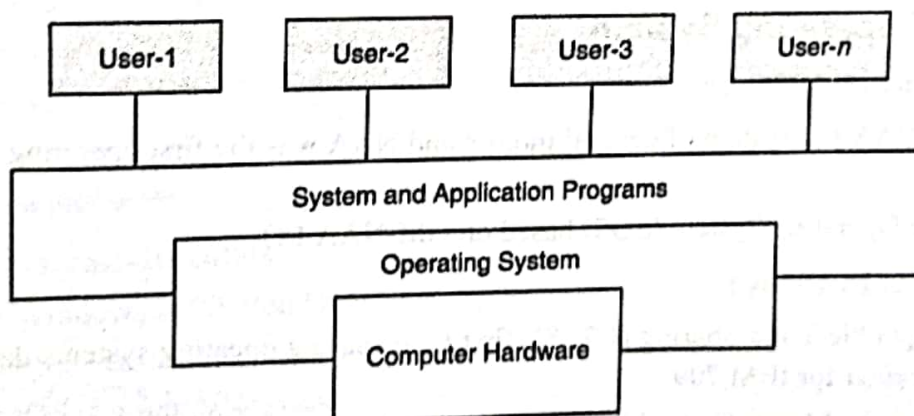 User-1
User-2
User-3
User-n
System and Application Programs
Operating System
Computer Hardware